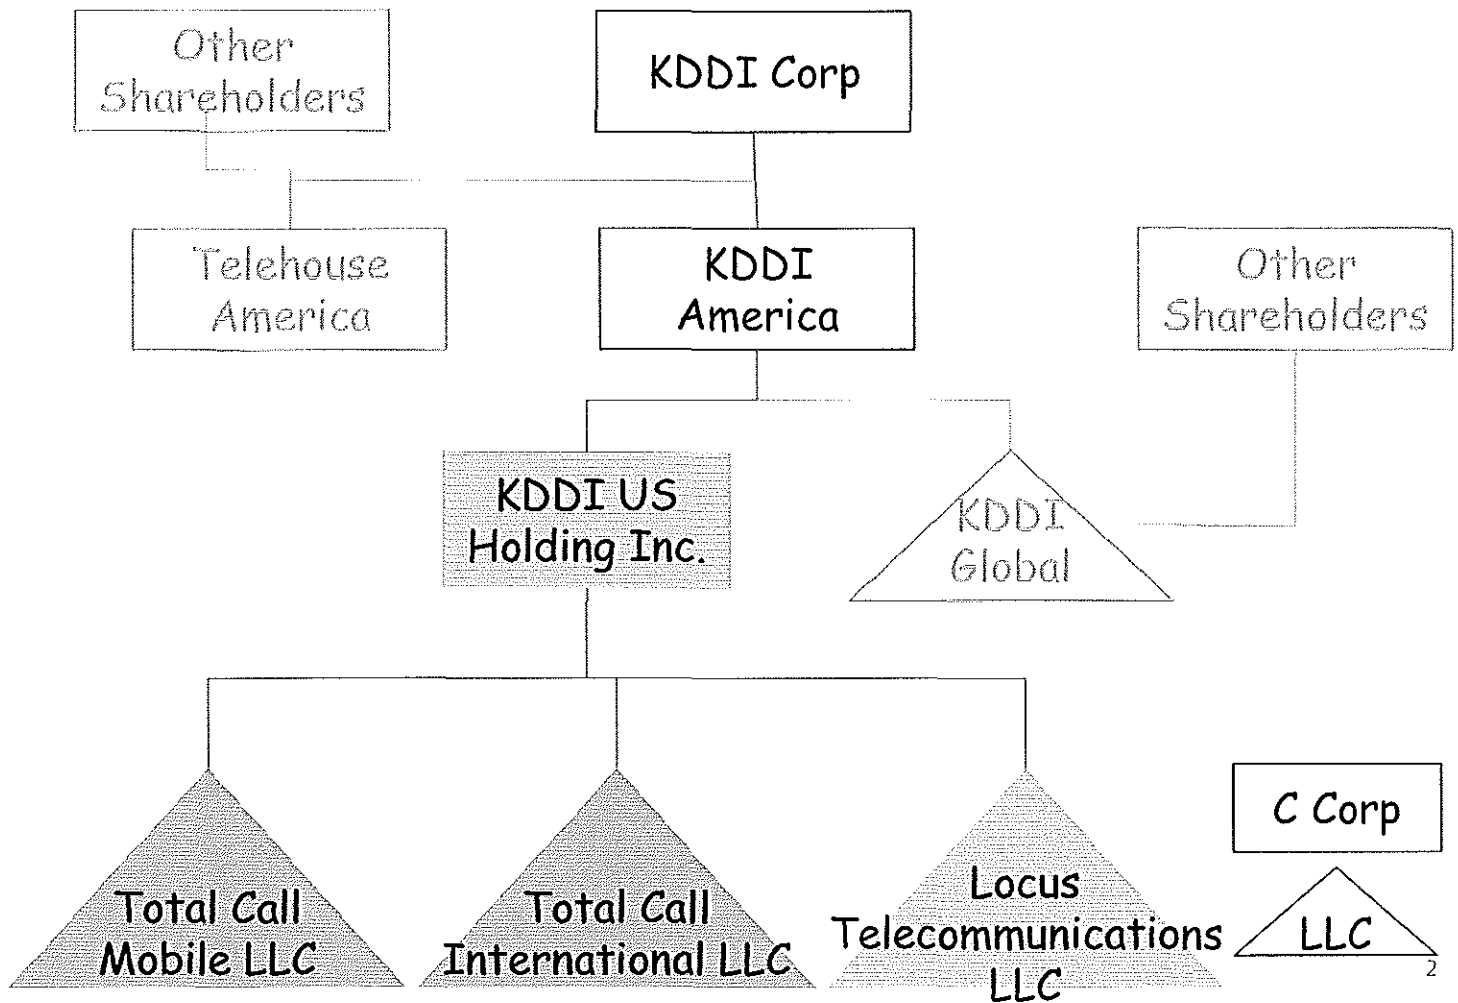 Other
Shareholders
KDDI Corp
Telehouse
America
KDDI
America
Other
Shareholders
KDDI US
Holding Inc.
KDDI
Global
Total Call
Mobile LLC
Total Call
International LLC
Locus
Telecommunications
LLC
C Corp
LLC
2